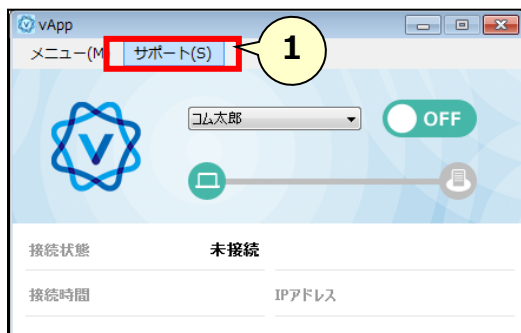 vApp
メニュー(M サポート(S)
1
コム太郎 OFF
接続状態 未接続
接続時間 IPアドレス